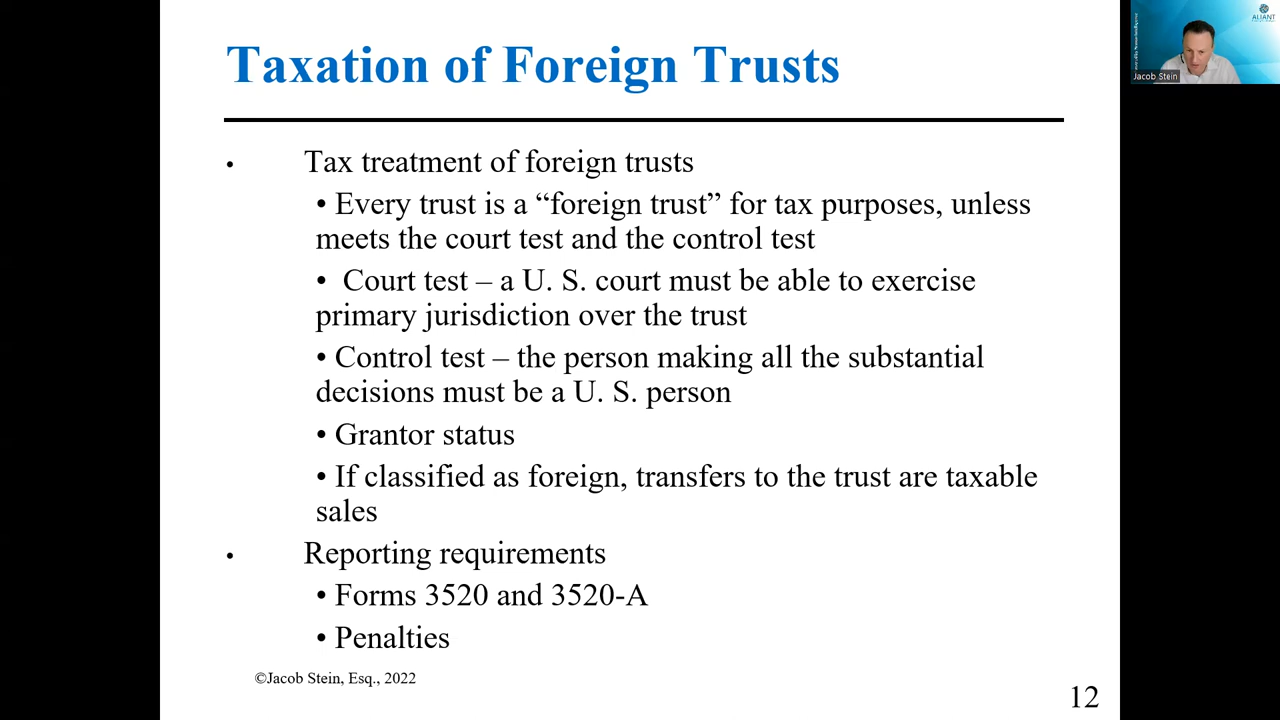 Taxation of Foreign Trusts
ALIANT
Jacob Stein
• Tax treatment of foreign trusts
• Every trust is a “foreign trust” for tax purposes, unless
meets the court test and the control test
• Court test – a U. S. court must be able to exercise
primary jurisdiction over the trust
• Control test – the person making all the substantial
decisions must be a U. S. person
• Grantor status
• If classified as foreign, transfers to the trust are taxable
sales
• Reporting requirements
• Forms 3520 and 3520-A
• Penalties
©Jacob Stein, Esq., 2022
12